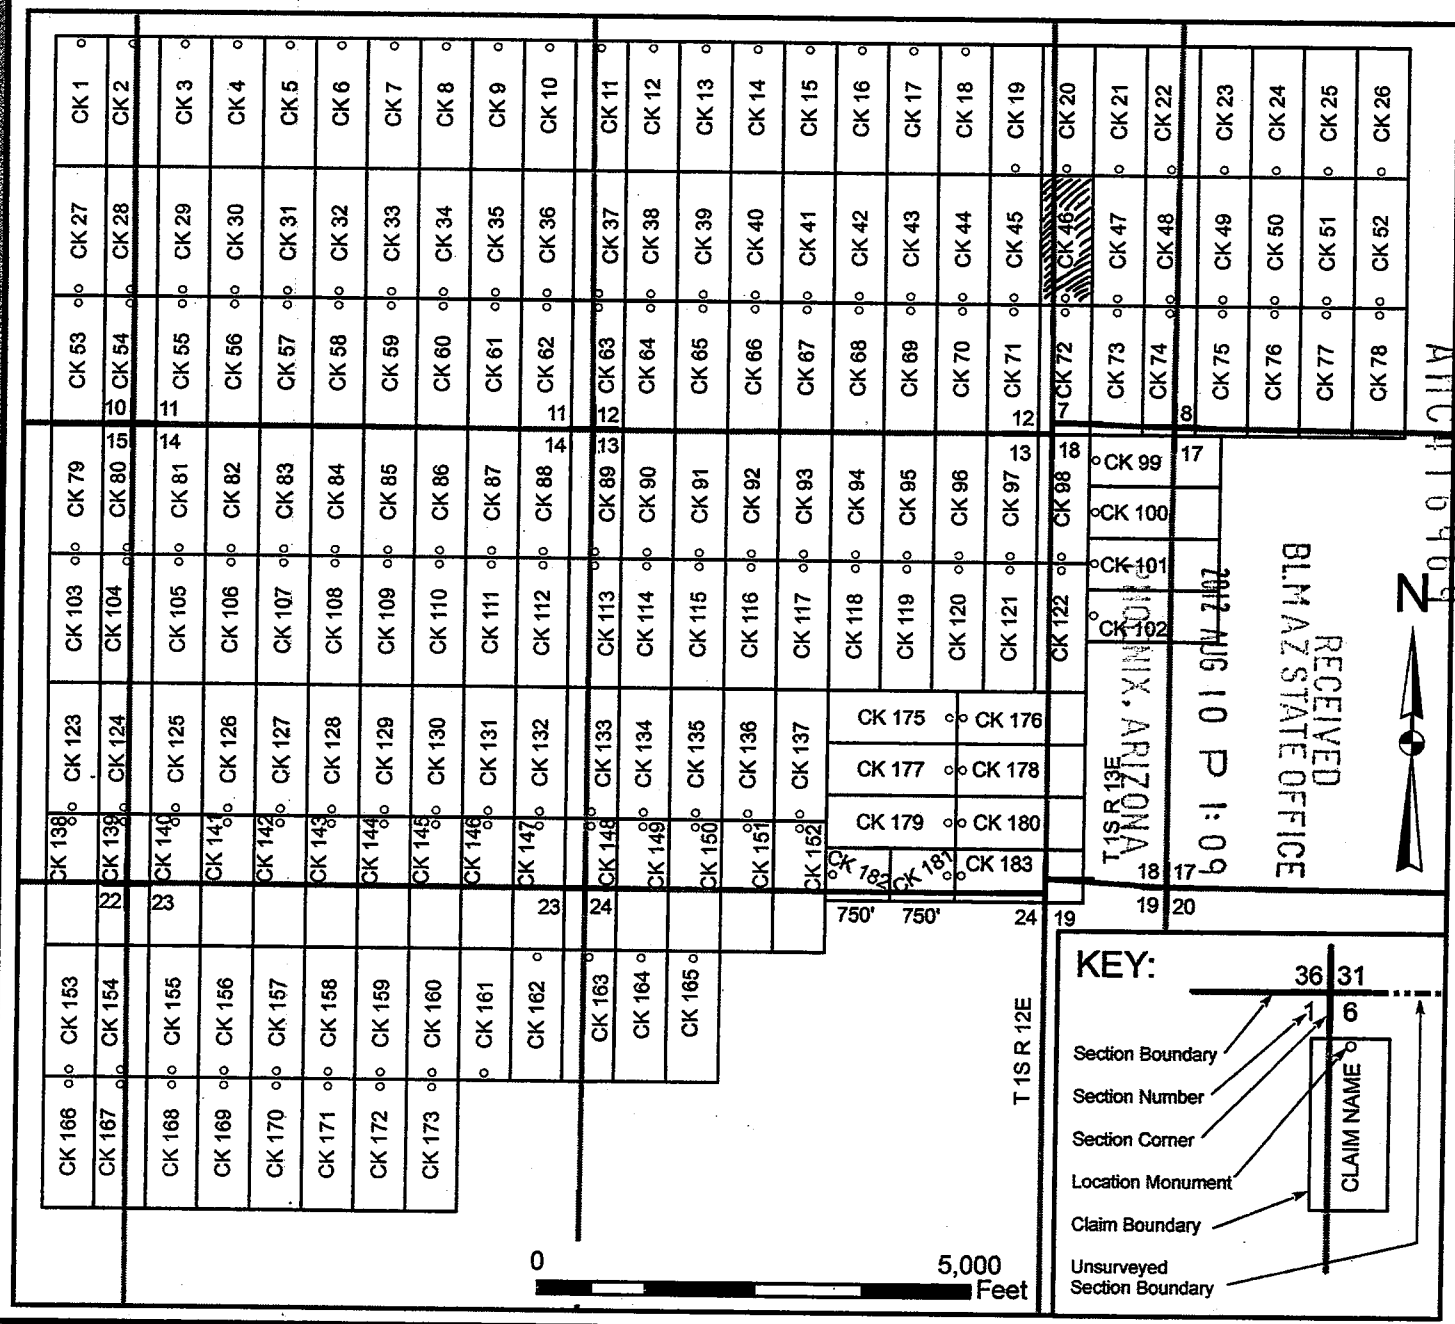 CK 1 CK 2 CK 3 CK 4 CK 5 CK 6 CK 7 CK 8 CK 9 CK 10 CK 11 CK 12 CK 13 CK 14 CK 15 CK 16 CK 17 CK 18 CK 19 CK 20 CK 21 CK 22 CK 23 CK 24 CK 25 CK 26
CK 27 CK 28 CK 29 CK 30 CK 31 CK 32 CK 33 CK 34 CK 35 CK 36 CK 37 CK 38 CK 39 CK 40 CK 41 CK 42 CK 43 CK 44 CK 45 CK 46 CK 47 CK 48 CK 49 CK 50 CK 51 CK 52
CK 53 CK 54 CK 55 CK 56 CK 57 CK 58 CK 59 CK 60 CK 61 CK 62 CK 63 CK 64 CK 65 CK 66 CK 67 CK 68 CK 69 CK 70 CK 71 CK 72 CK 73 CK 74 CK 75 CK 76 CK 77 CK 78
10 11 11 12 12 7 8
15 14 14 13 13 18 17
CK 79 CK 80 CK 81 CK 82 CK 83 CK 84 CK 85 CK 86 CK 87 CK 88 CK 89 CK 90 CK 91 CK 92 CK 93 CK 94 CK 95 CK 96 CK 97 CK 98 CK 99
CK 100
CK 101
CK 102
CK 103 CK 104 CK 105 CK 106 CK 107 CK 108 CK 109 CK 110 CK 111 CK 112 CK 113 CK 114 CK 115 CK 116 CK 117 CK 118 CK 119 CK 120 CK 121 CK 122
CK 123 CK 124 CK 125 CK 126 CK 127 CK 128 CK 129 CK 130 CK 131 CK 132 CK 133 CK 134 CK 135 CK 136 CK 137
CK 175 CK 176
CK 177 CK 178
CK 179 CK 180
CK 138 CK 139 CK 140 CK 141 CK 142 CK 143 CK 144 CK 145 CK 146 CK 147 CK 148 CK 149 CK 150 CK 151 CK 152 CK 182 CK 181 CK 183
18 17
22 23 23 24 24 19 19 20
750' 750'
CK 153 CK 154 CK 155 CK 156 CK 157 CK 158 CK 159 CK 160 CK 161 CK 162 CK 163 CK 164 CK 165
CK 166 CK 167 CK 168 CK 169 CK 170 CK 171 CK 172 CK 173
T 1S R 12E
T 1S R 13E
RECEIVED
BLM AZ STATE OFFICE
2012 AUG 10 P 1:09
PHOENIX, ARIZONA
N
KEY:
36 31
1 6
Section Boundary
Section Number
Section Corner
Location Monument
Claim Boundary
Unsurveyed
Section Boundary
CLAIM NAME
0 5,000
Feet